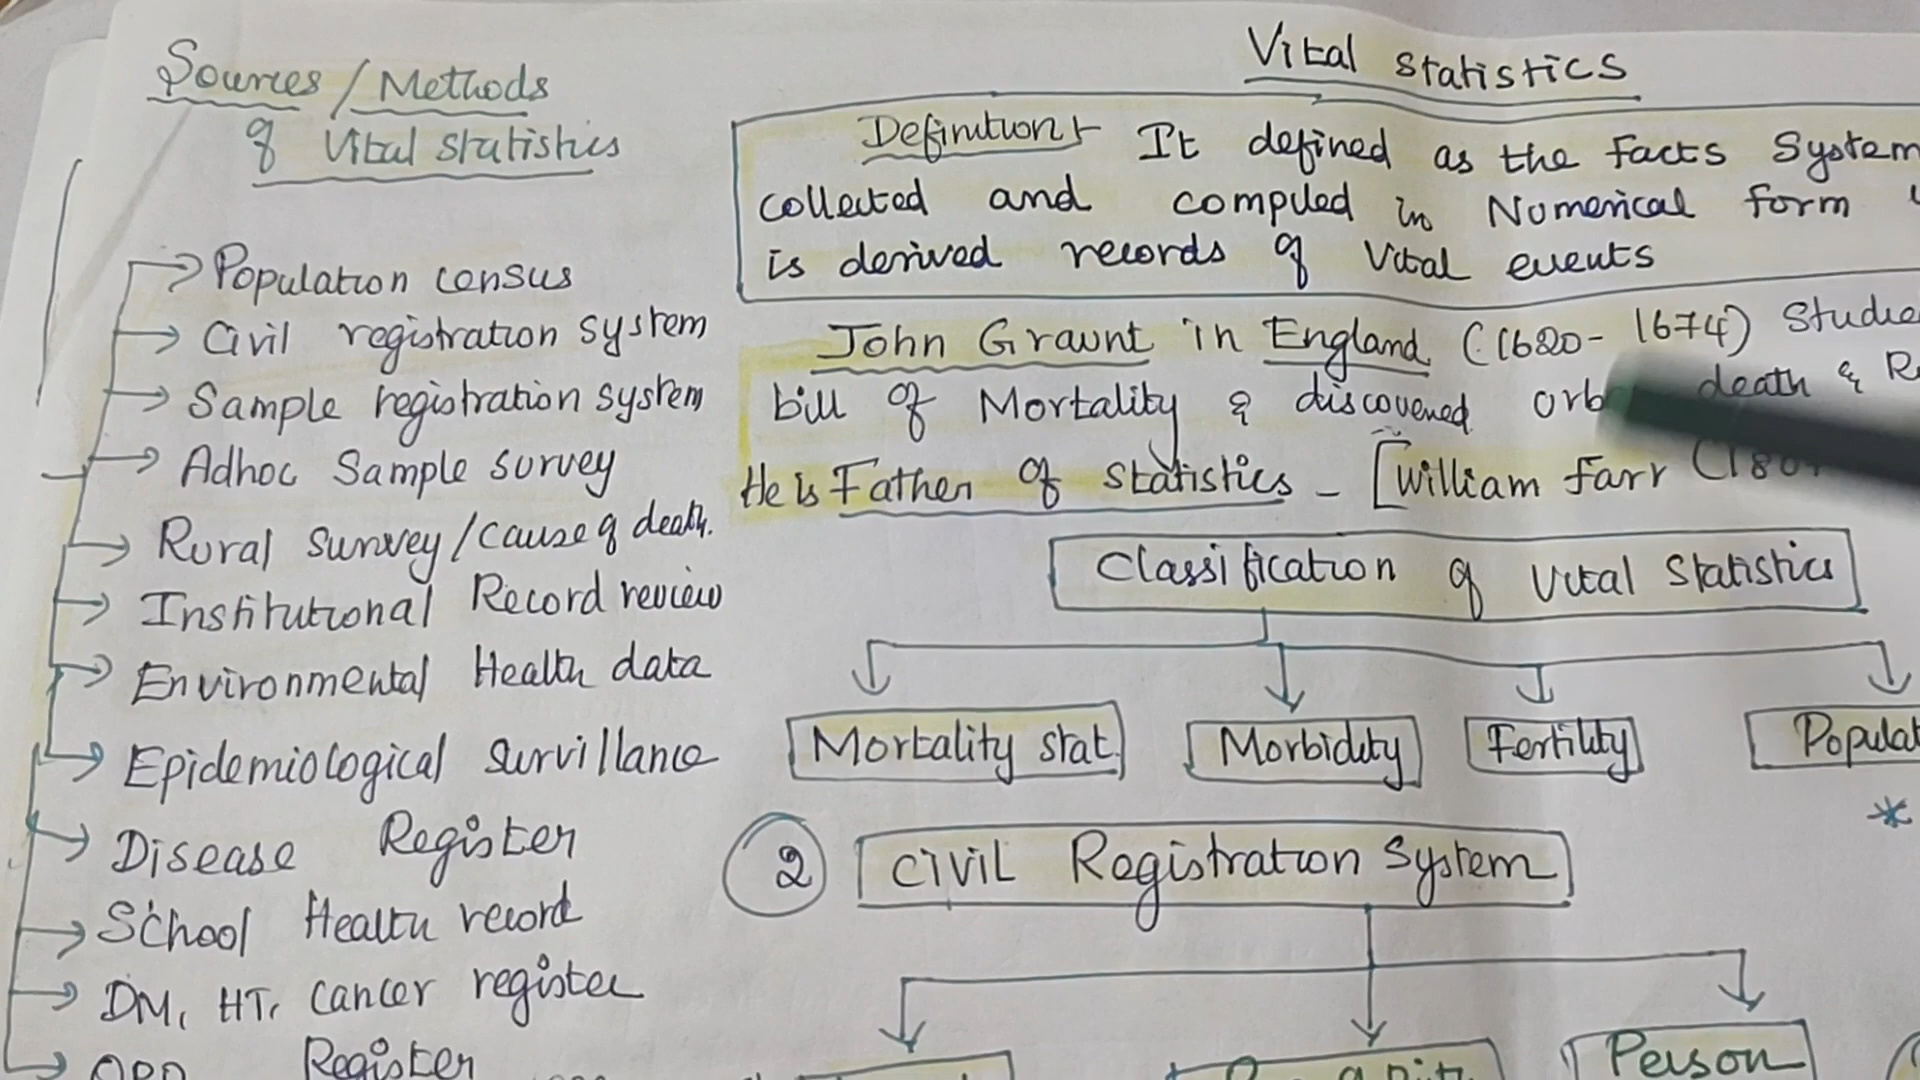 Sources / Methods
of Vital statistics
Population census
Civil registration system
Sample registration system
Adhoc Sample survey
Rural Survey / cause of death.
Institutional Record review
Environmental Health data
Epidemiological survillance
Disease Register
School Health record
DM, HT, cancer register
OPD Register
Vital statistics
Definition It defined as the Facts System
collected and compiled in Numerical form
is derived records of Vital events
John Graunt in England (1620- 1674) Studie
bill of Mortality & discovered death &
He is Father of Statistics - [William Farr
Classification of Vital Statistics
Mortality stat.
Morbidity
Fertility
Populat
*
2
CIVIL Registration System
Person